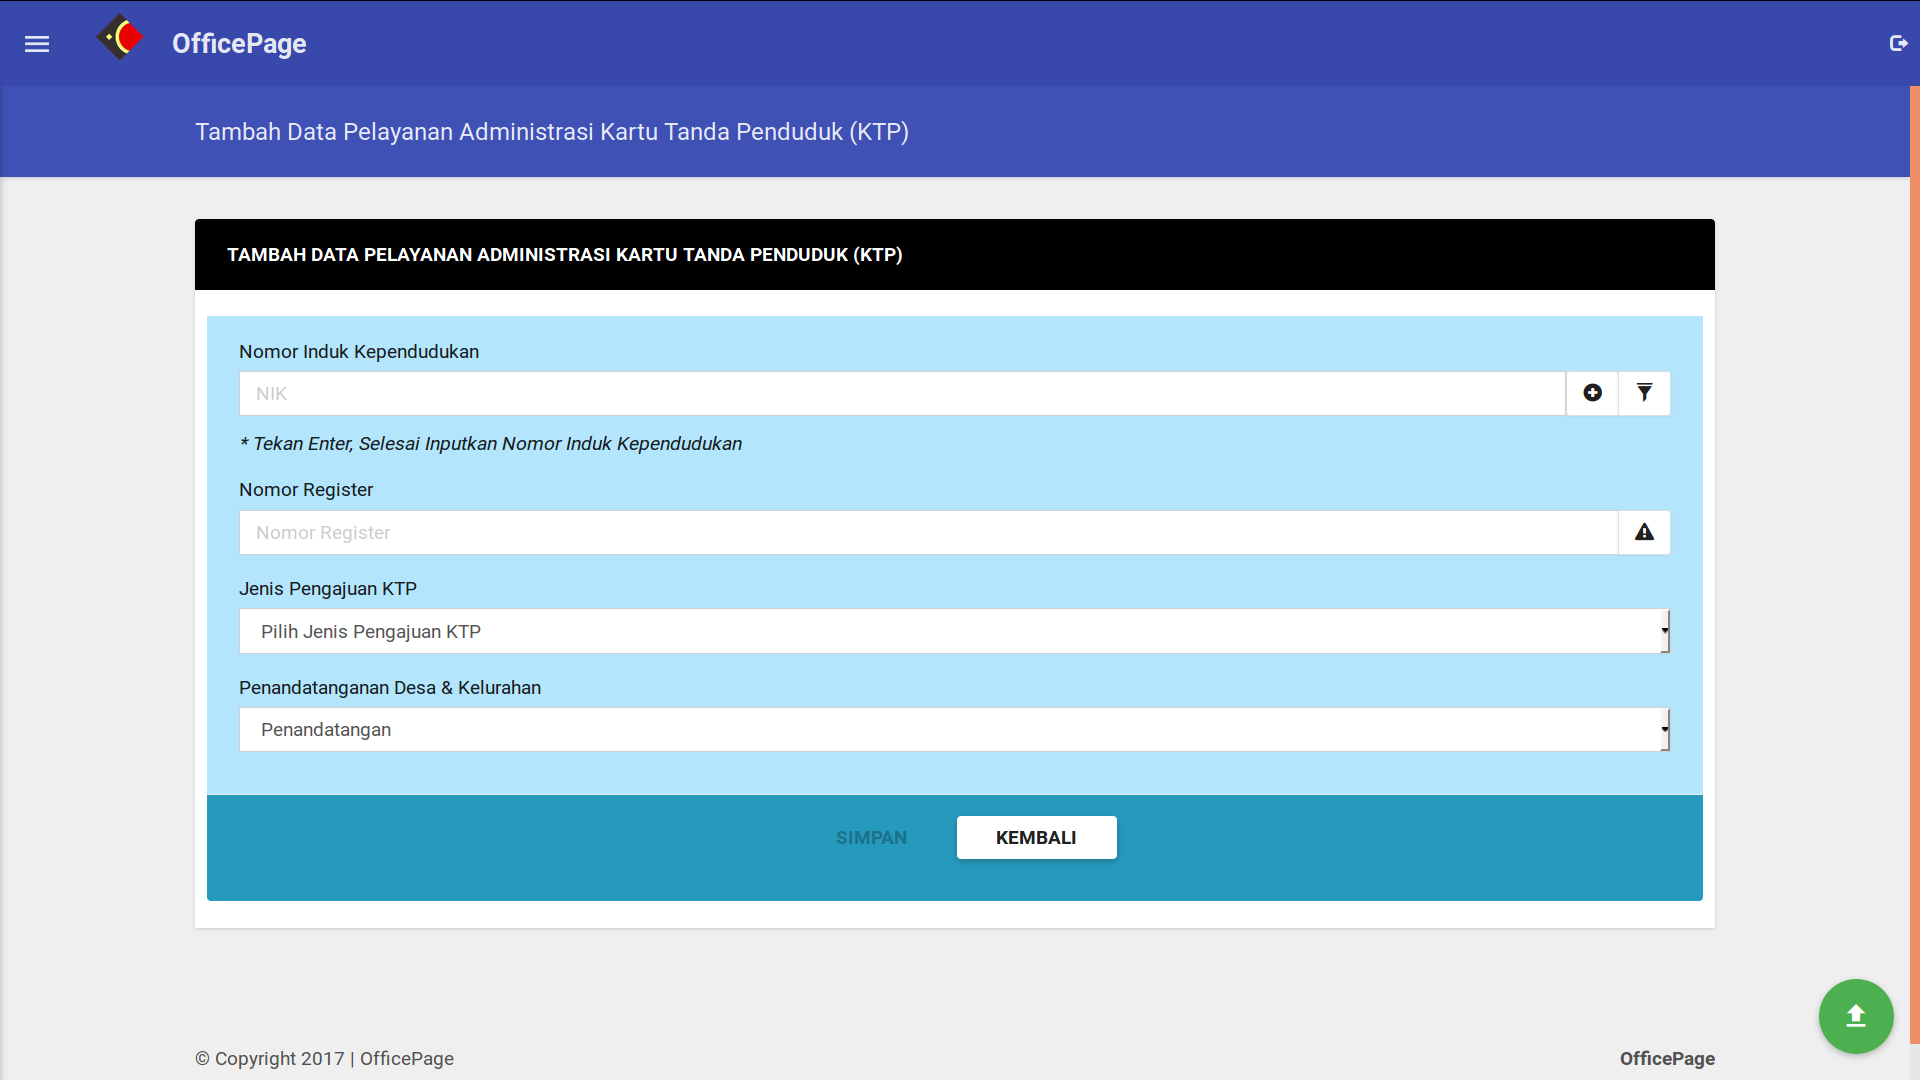 OfficePage
Tambah Data Pelayanan Administrasi Kartu Tanda Penduduk (KTP)
TAMBAH DATA PELAYANAN ADMINISTRASI KARTU TANDA PENDUDUK (KTP)
Nomor Induk Kependudukan
NIK
* Tekan Enter, Selesai Inputkan Nomor Induk Kependudukan
Nomor Register
Nomor Register
Jenis Pengajuan KTP
Pilih Jenis Pengajuan KTP
Penandatanganan Desa & Kelurahan
Penandatangan
SIMPAN KEMBALI
© Copyright 2017 | OfficePage OfficePage